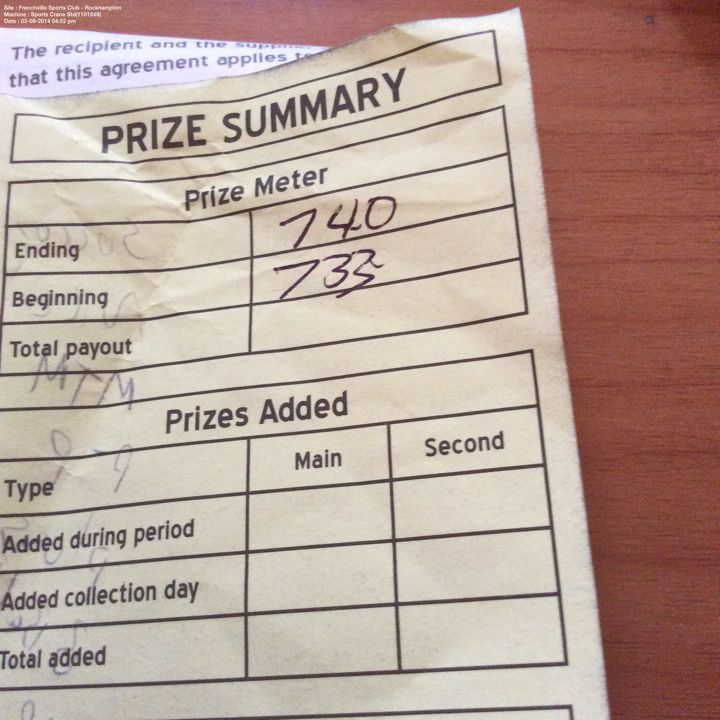 Site : Frenchville Sports Club - Rockhampton
Machine : Sports Crane Std(1101548)
Date : 02-09-2014 04:52 pm
The recipient and the
that this agreement applies
PRIZE SUMMARY
Prize Meter
Ending 740
Beginning 733
Total payout
MTM
Prizes Added
Type Main Second
Added during period
Added collection day
Total added